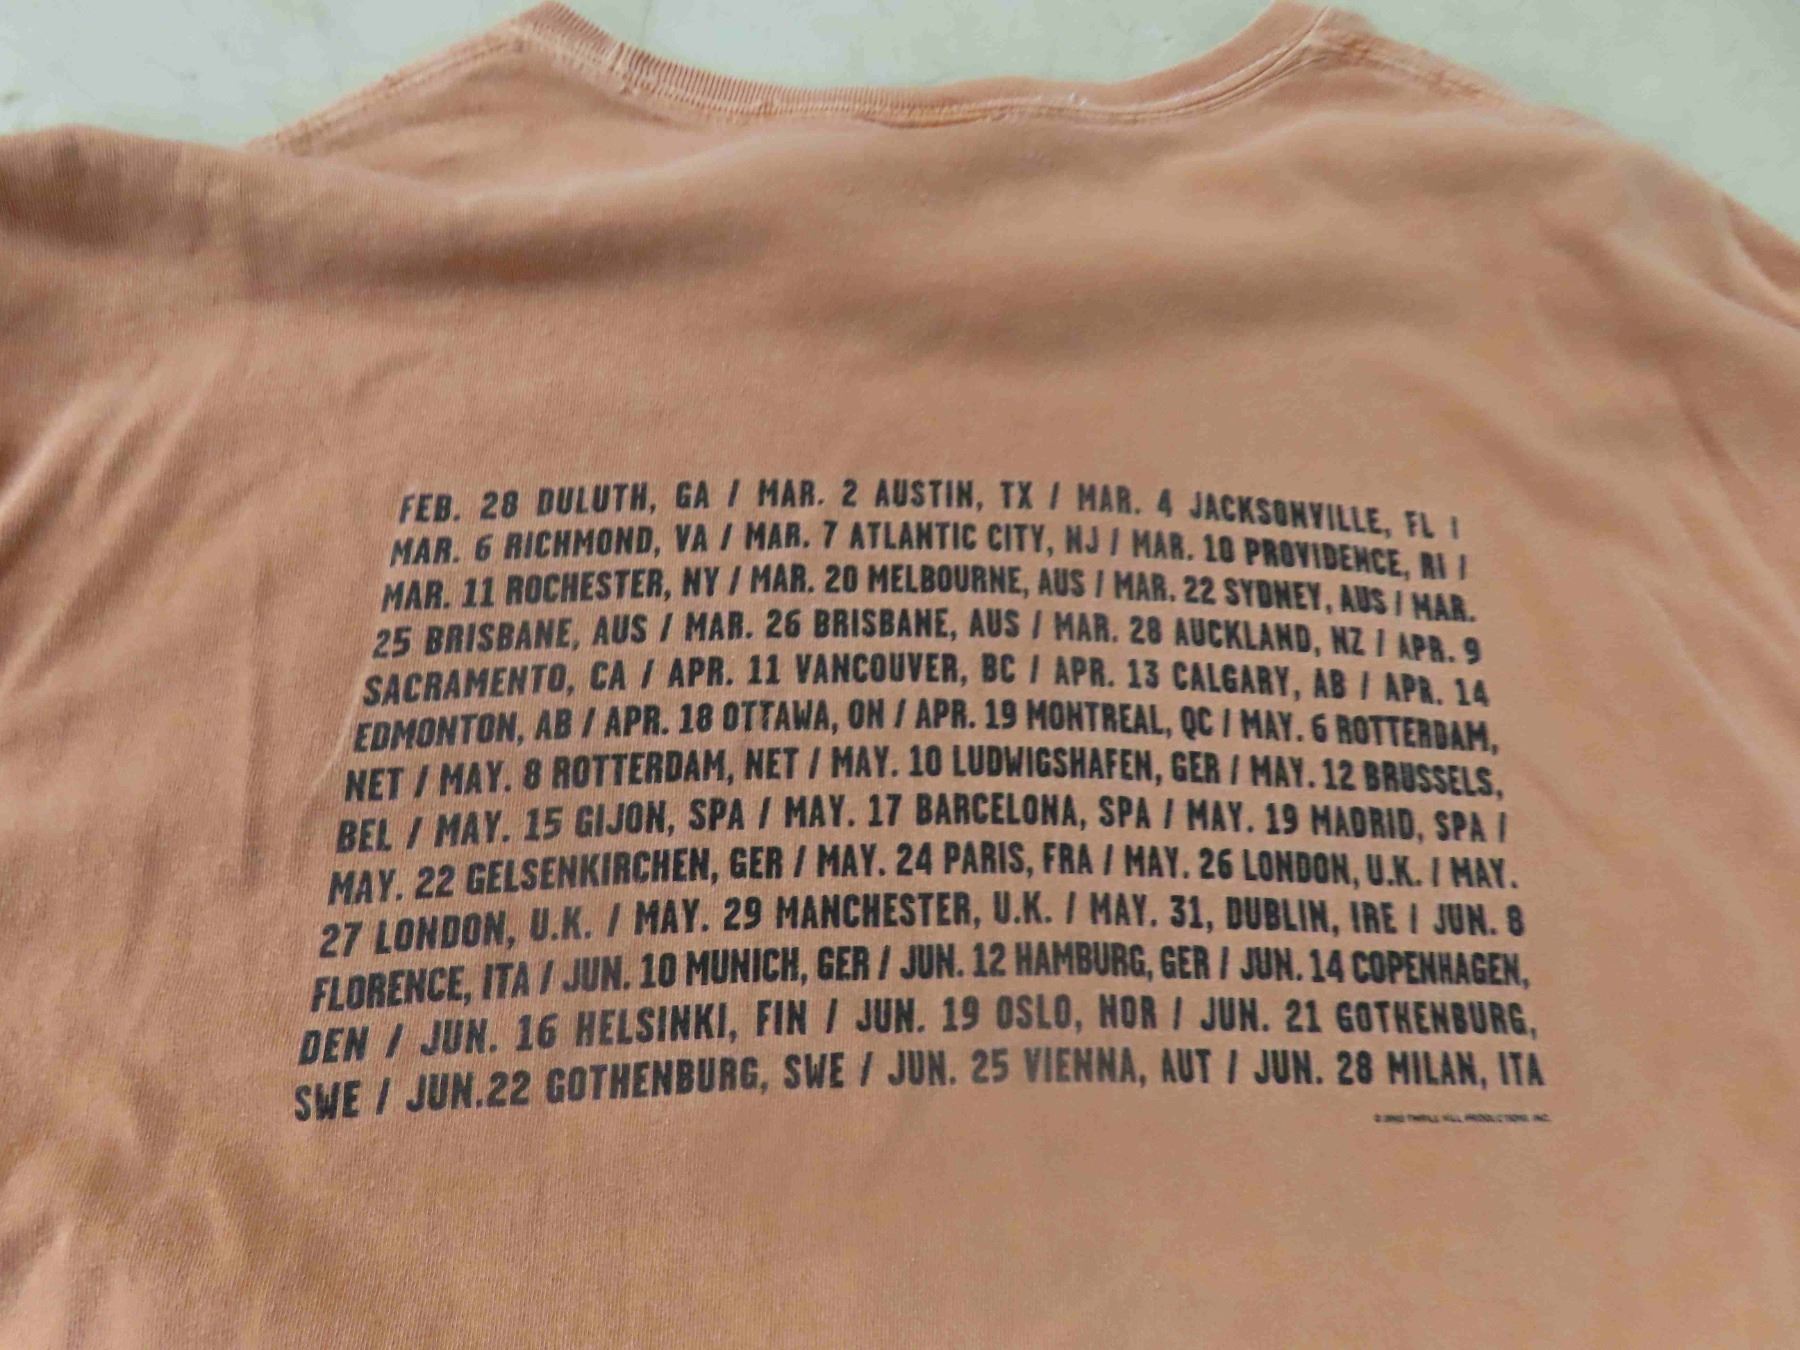 FEB. 28 DULUTH, GA / MAR. 2 AUSTIN, TX / MAR. 4 JACKSONVILLE, FL /
MAR. 6 RICHMOND, VA / MAR. 7 ATLANTIC CITY, NJ / MAR. 10 PROVIDENCE, RI /
MAR. 11 ROCHESTER, NY / MAR. 20 MELBOURNE, AUS / MAR. 22 SYDNEY, AUS / MAR.
25 BRISBANE, AUS / MAR. 26 BRISBANE, AUS / MAR. 28 AUCKLAND, NZ / APR. 9
SACRAMENTO, CA / APR. 11 VANCOUVER, BC / APR. 13 CALGARY, AB / APR. 14
EDMONTON, AB / APR. 18 OTTAWA, ON / APR. 19 MONTREAL, QC / MAY. 6 ROTTERDAM,
NET / MAY. 8 ROTTERDAM, NET / MAY. 10 LUDWIGSHAFEN, GER / MAY. 12 BRUSSELS,
BEL / MAY. 15 GIJON, SPA / MAY. 17 BARCELONA, SPA / MAY. 19 MADRID, SPA /
MAY. 22 GELSENKIRCHEN, GER / MAY. 24 PARIS, FRA / MAY. 26 LONDON, U.K. / MAY.
27 LONDON, U.K. / MAY. 29 MANCHESTER, U.K. / MAY. 31, DUBLIN, IRE / JUN. 8
FLORENCE, ITA / JUN. 10 MUNICH, GER / JUN. 12 HAMBURG, GER / JUN. 14 COPENHAGEN,
DEN / JUN. 16 HELSINKI, FIN / JUN. 19 OSLO, NOR / JUN. 21 GOTHENBURG,
SWE / JUN.22 GOTHENBURG, SWE / JUN. 25 VIENNA, AUT / JUN. 28 MILAN, ITA
THRILL HILL PRODUCTIONS INC.